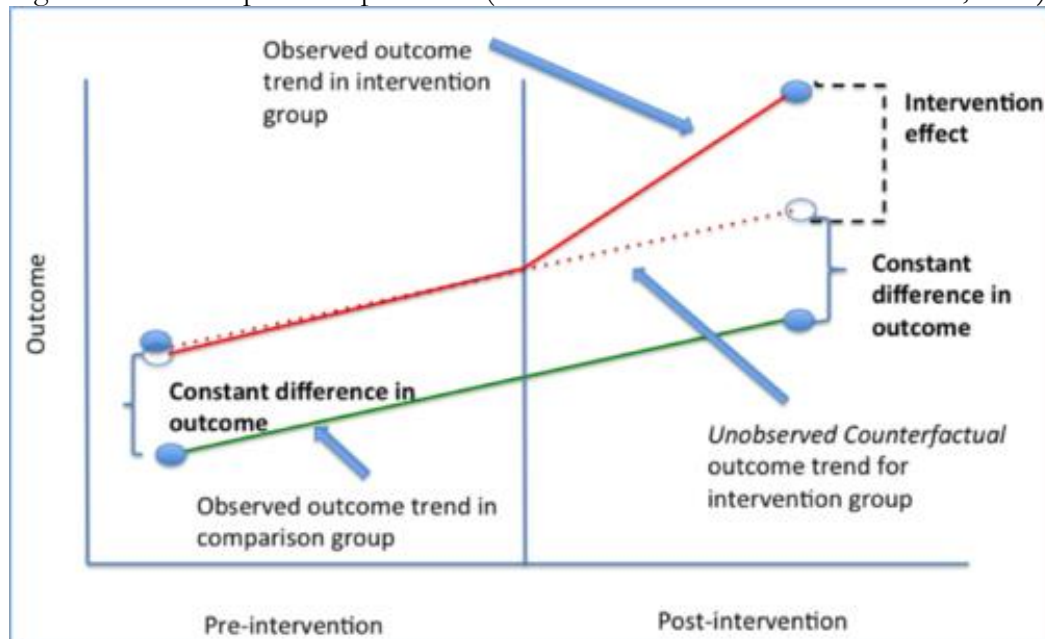 Observed outcome
trend in intervention
group
Intervention
effect
Outcome
Constant
difference in
outcome
Constant difference in
outcome
Unobserved Counterfactual
outcome trend for
intervention group
Observed outcome trend in
comparison group
Pre-intervention
Post-intervention